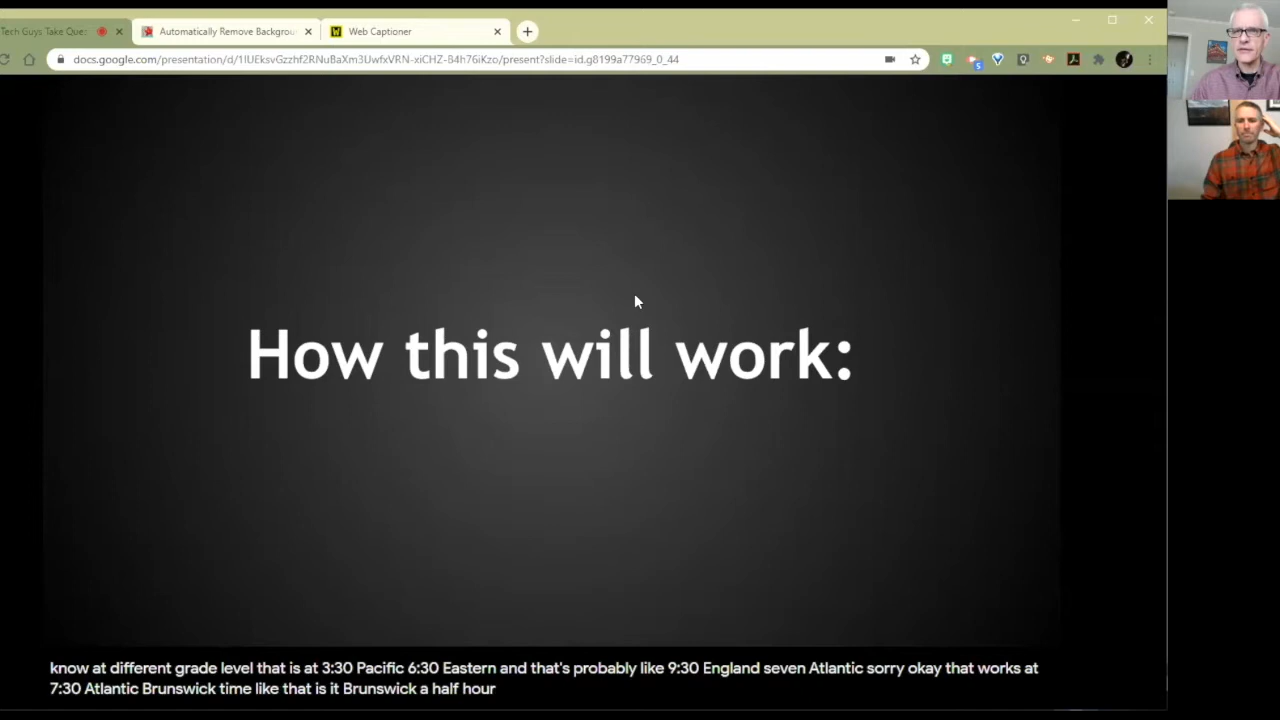 Tech Guys Take Que
Automatically Remove Backgrou
Web Captioner
docs.google.com/presentation/d/1IUEksvGzzhf2RNuBaXm3UwfxVRN-xiCHZ-B4h76iKzo/present?slide=id.g8199a77969_0_44
5
How this will work:
know at different grade level that is at 3:30 Pacific 6:30 Eastern and that's probably like 9:30 England seven Atlantic sorry okay that works at
7:30 Atlantic Brunswick time like that is it Brunswick a half hour